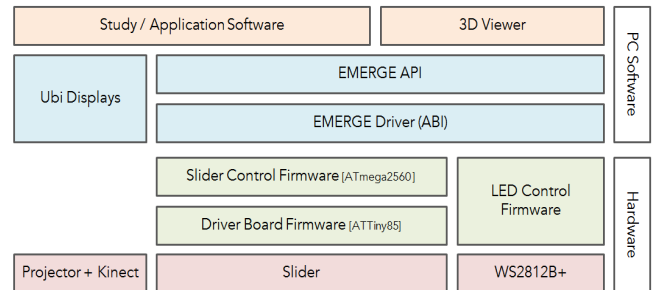 Study / Application Software
3D Viewer
PC Software
Ubi Displays
EMERGE API
EMERGE Driver (ABI)
Slider Control Firmware [ATmega2560]
LED Control
Firmware
Hardware
Driver Board Firmware [ATTiny85]
Projector + Kinect
Slider
WS2812B+